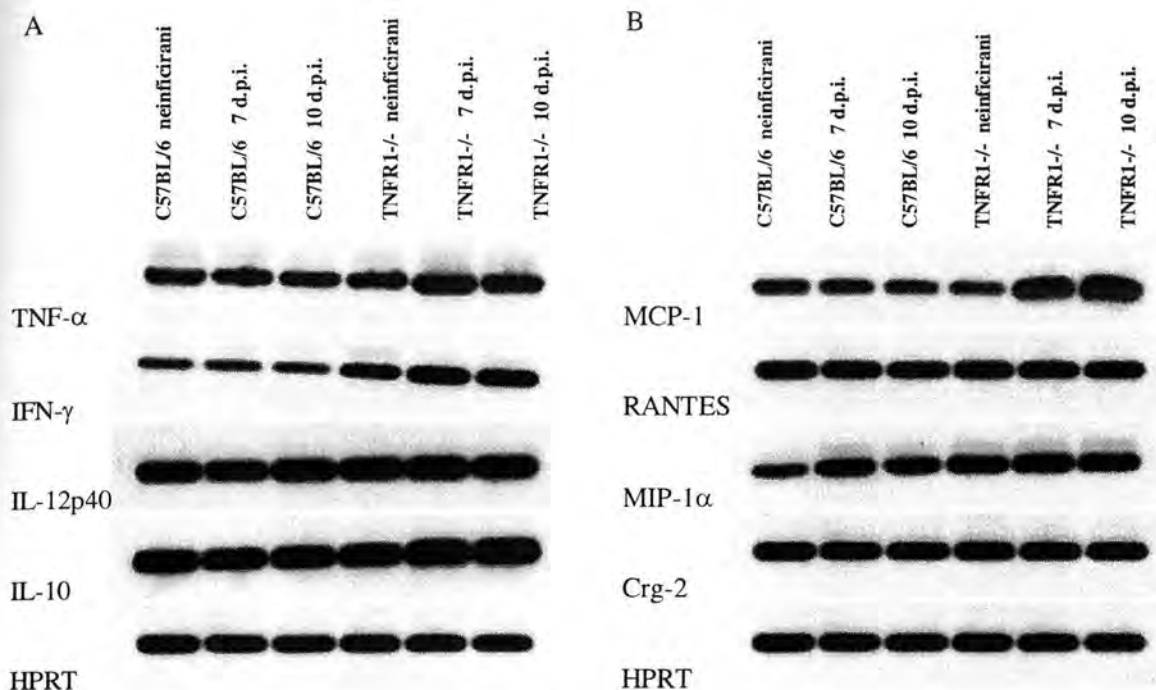 A
C57BL/6 neinficirani
C57BL/6 7 d.p.i.
C57BL/6 10 d.p.i.
TNFR1-/- neinficirani
TNFR1-/- 7 d.p.i.
TNFR1-/- 10 d.p.i.
TNF-α
IFN-γ
IL-12p40
IL-10
HPRT
B
C57BL/6 neinficirani
C57BL/6 7 d.p.i.
C57BL/6 10 d.p.i.
TNFR1-/- neinficirani
TNFR1-/- 7 d.p.i.
TNFR1-/- 10 d.p.i.
MCP-1
RANTES
MIP-1α
Crg-2
HPRT